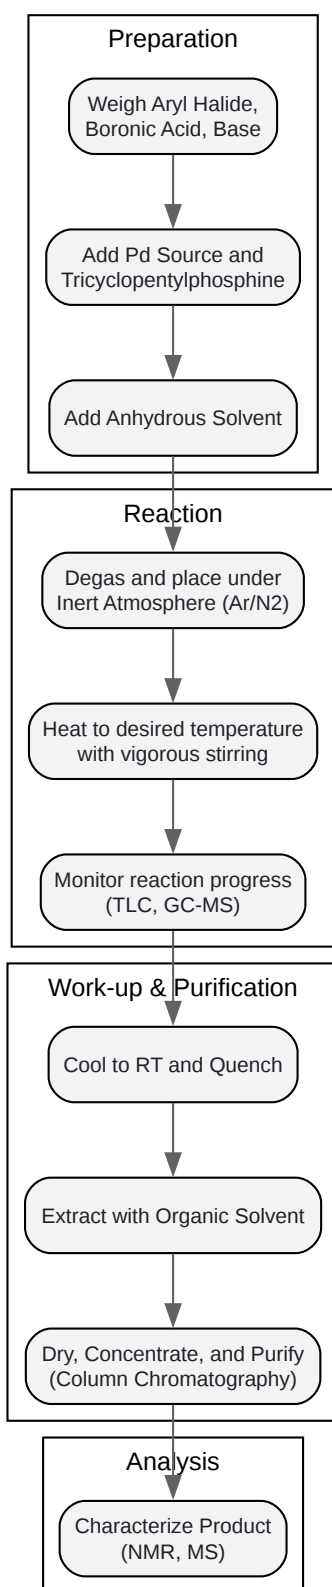 Preparation
Weigh Aryl Halide,
Boronic Acid, Base
Add Pd Source and
Tricyclopentylphosphine
Add Anhydrous Solvent
Reaction
Degas and place under
Inert Atmosphere (Ar/N2)
Heat to desired temperature
with vigorous stirring
Monitor reaction progress
(TLC, GC-MS)
Work-up & Purification
Cool to RT and Quench
Extract with Organic Solvent
Dry, Concentrate, and Purify
(Column Chromatography)
Analysis
Characterize Product
(NMR, MS)